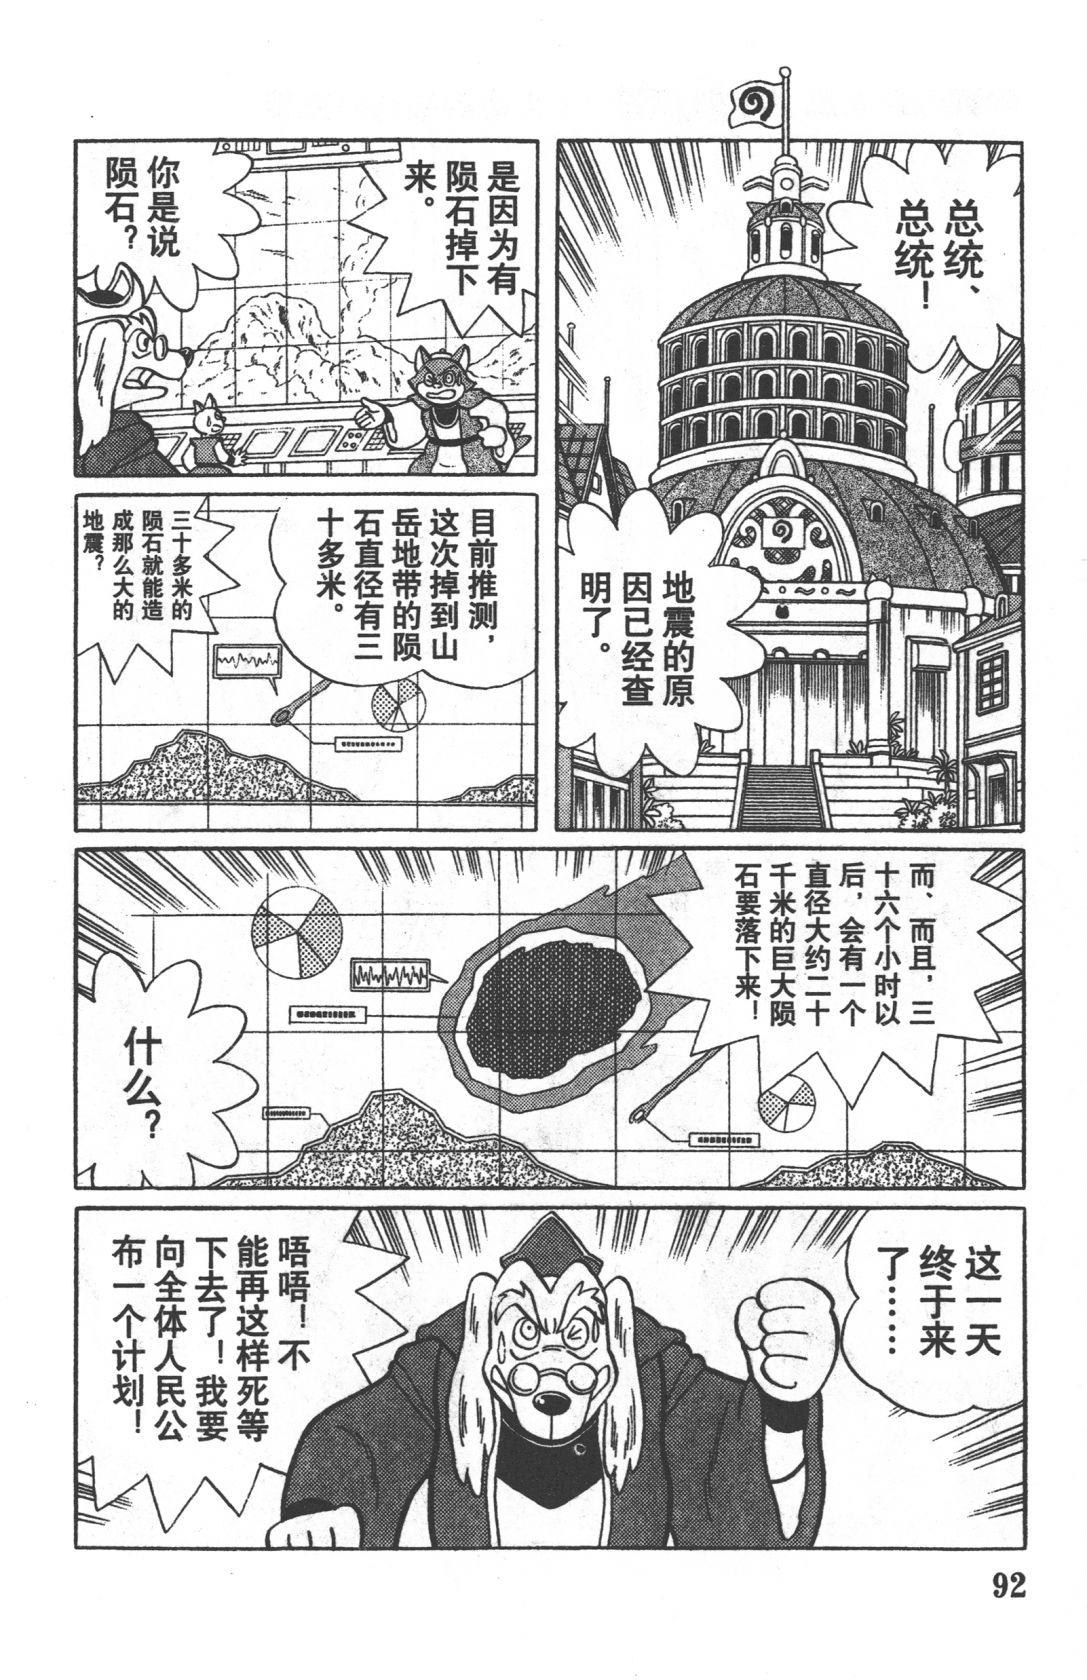 总统、
总统！
地震的原
因已经查
明了。
是因为有
陨石掉下
来。
你是说
陨石？
目前推测，
这次掉到山
岳地带的陨
石直径有三
十多米。
三十多米的
陨石就能造
成那么大的
地震？
而、而且，三
十六个小时以
后，会有一个
直径大约二十
千米的巨大陨
石要落下来！
什么？
这一天
终于来
了……
唔唔！不
能再这样死等
下去了！我要
向全体人民公
布一个计划！
92